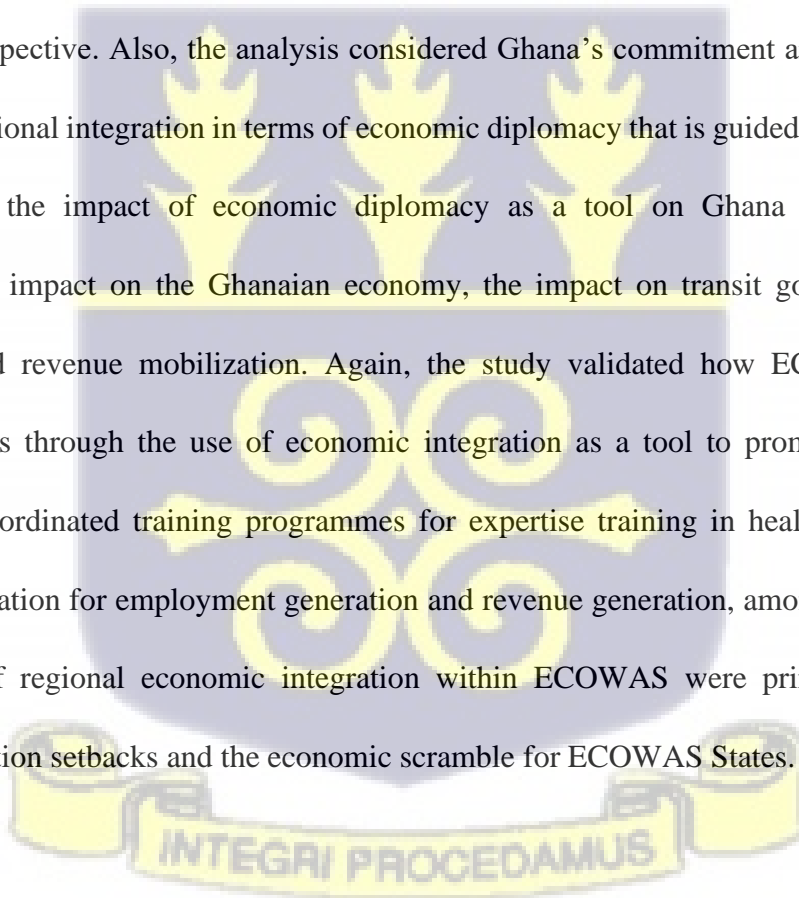 pective. Also, the analysis considered Ghana’s commitment a
ional integration in terms of economic diplomacy that is guided
the impact of economic diplomacy as a tool on Ghana
impact on the Ghanaian economy, the impact on transit go
d revenue mobilization. Again, the study validated how EC
s through the use of economic integration as a tool to pron
ordinated training programmes for expertise training in heal
ation for employment generation and revenue generation, amo
f regional economic integration within ECOWAS were prin
tion setbacks and the economic scramble for ECOWAS States.
INTEGRI PROCEDAMUS